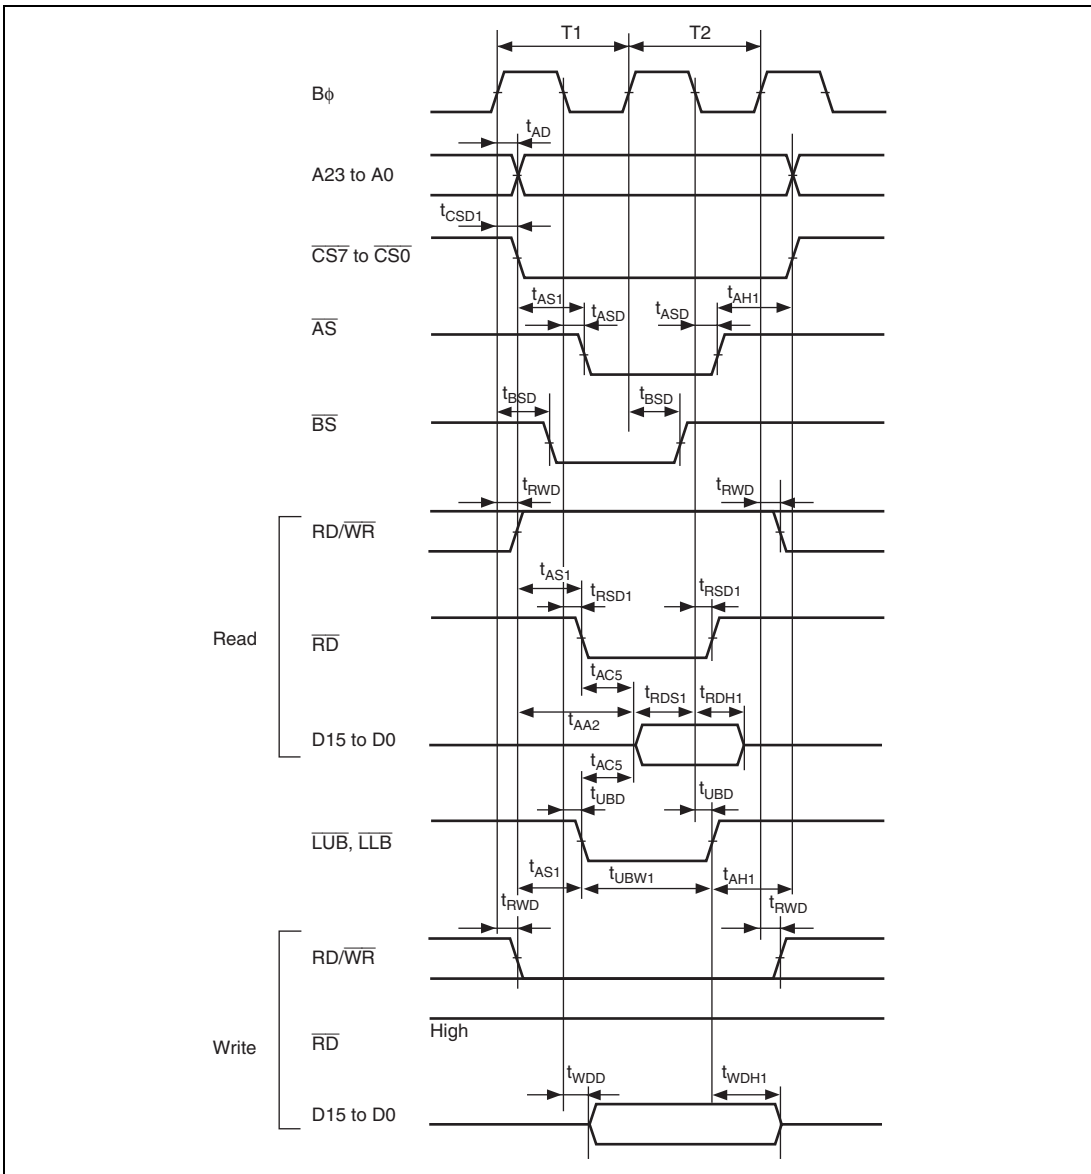 T1 T2
Bϕ
tAD
A23 to A0
tCSD1
CS7 to CS0
tAS1 tAH1
tASD tASD
AS
tBSD tBSD
BS
tRWD tRWD
RD/WR
tAS1
tRSD1 tRSD1
Read
RD
tAC5
tRDS1 tRDH1
tAA2
D15 to D0
tAC5
tUBD tUBD
LUB, LLB
tAS1 tUBW1 tAH1
tRWD tRWD
RD/WR
High
Write
RD
tWDD tWDH1
D15 to D0